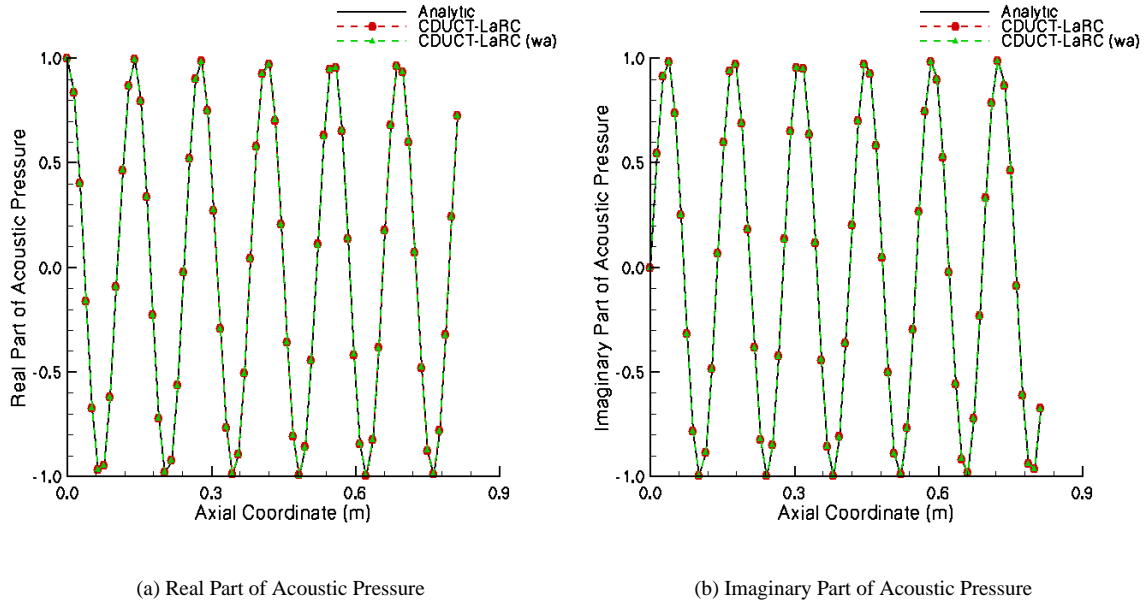 Analytic
CDUCT-LaRC
CDUCT-LaRC (wa)
1.0
0.5
0.0
-0.5
-1.0
Real Part of Acoustic Pressure
0.0 0.3 0.6 0.9
Axial Coordinate (m)
(a) Real Part of Acoustic Pressure
Analytic
CDUCT-LaRC
CDUCT-LaRC (wa)
1.0
0.5
0.0
-0.5
-1.0
Imaginary Part of Acoustic Pressure
0.0 0.3 0.6 0.9
Axial Coordinate (m)
(b) Imaginary Part of Acoustic Pressure